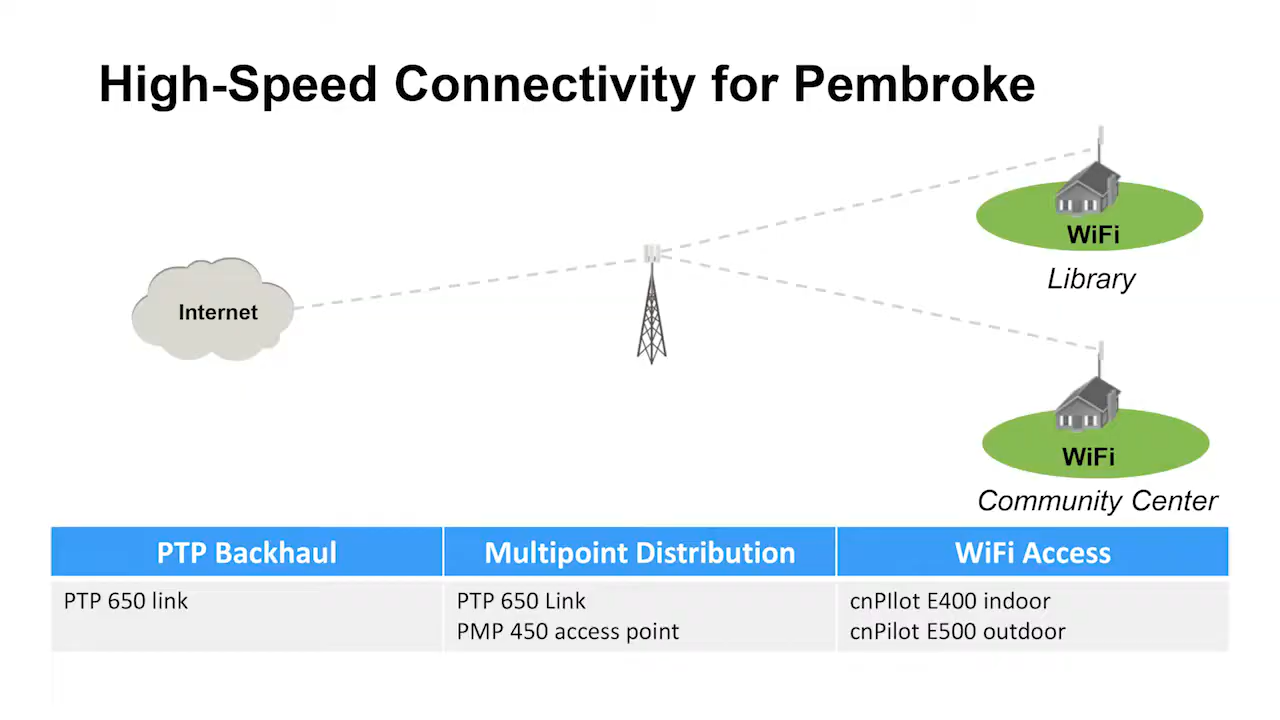 High-Speed Connectivity for Pembroke
WiFi
Library
Internet
WiFi
Community Center
PTP Backhaul
Multipoint Distribution
WiFi Access
PTP 650 link
PTP 650 Link
PMP 450 access point
cnPIlot E400 indoor
cnPilot E500 outdoor